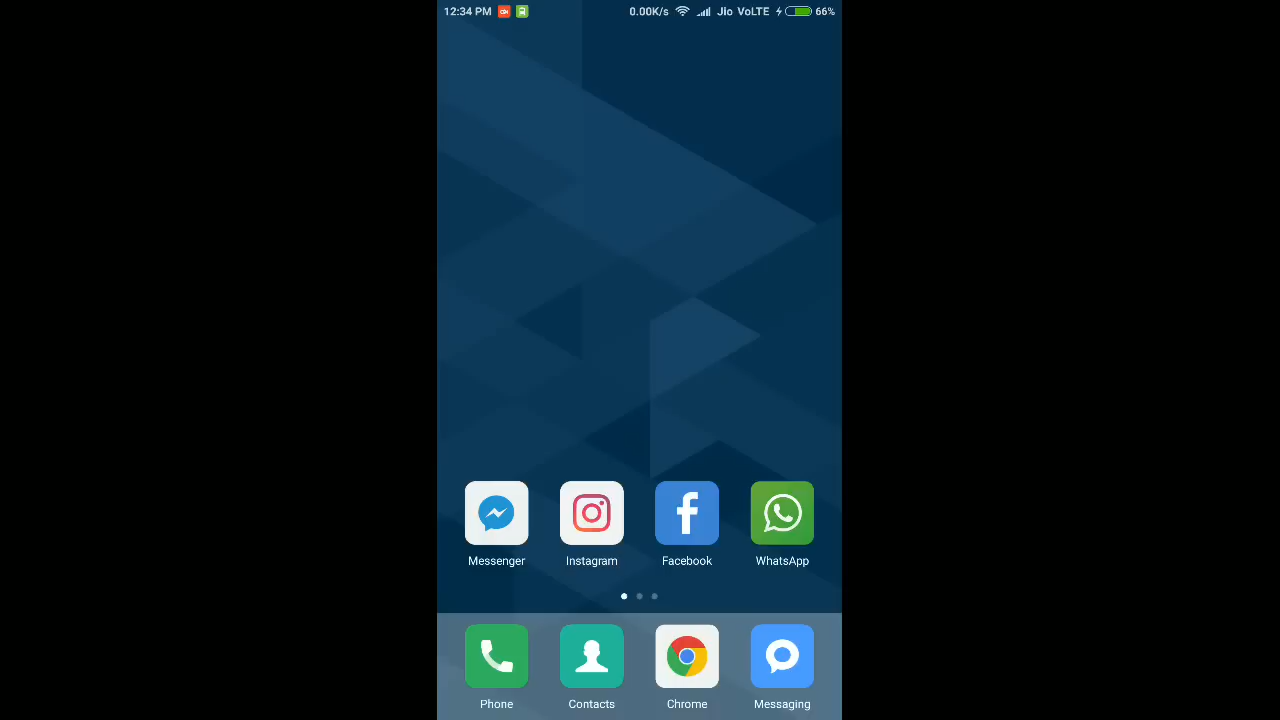 12:34 PM 0.00K/s Jio VoLTE 66%
Messenger Instagram Facebook WhatsApp
Phone Contacts Chrome Messaging